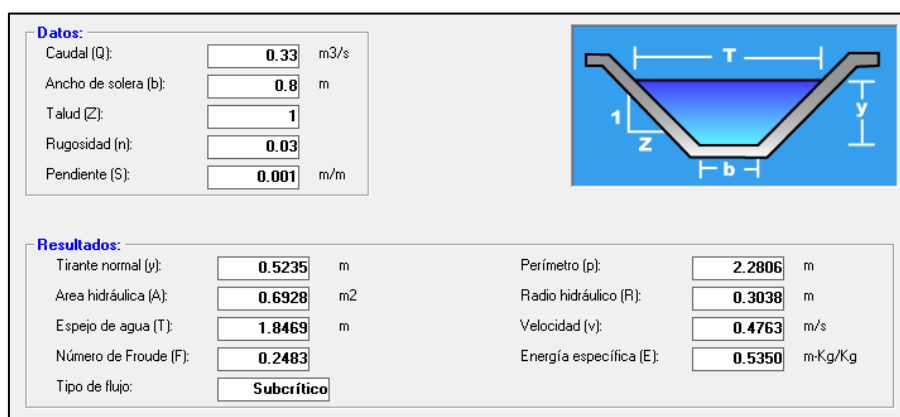 Datos:
Caudal (Q): 0.33 m3/s
Ancho de solera (b): 0.8 m
Talud (Z): 1
Rugosidad (n): 0.03
Pendiente (S): 0.001 m/m
T
1
Z
y
b
Resultados:
Tirante normal (y): 0.5235 m Perímetro (p): 2.2806 m
Area hidráulica (A): 0.6928 m2 Radio hidráulico (R): 0.3038 m
Espejo de agua (T): 1.8469 m Velocidad (v): 0.4763 m/s
Número de Froude (F): 0.2483 Energía específica (E): 0.5350 m-Kg/Kg
Tipo de flujo: Subcrítico